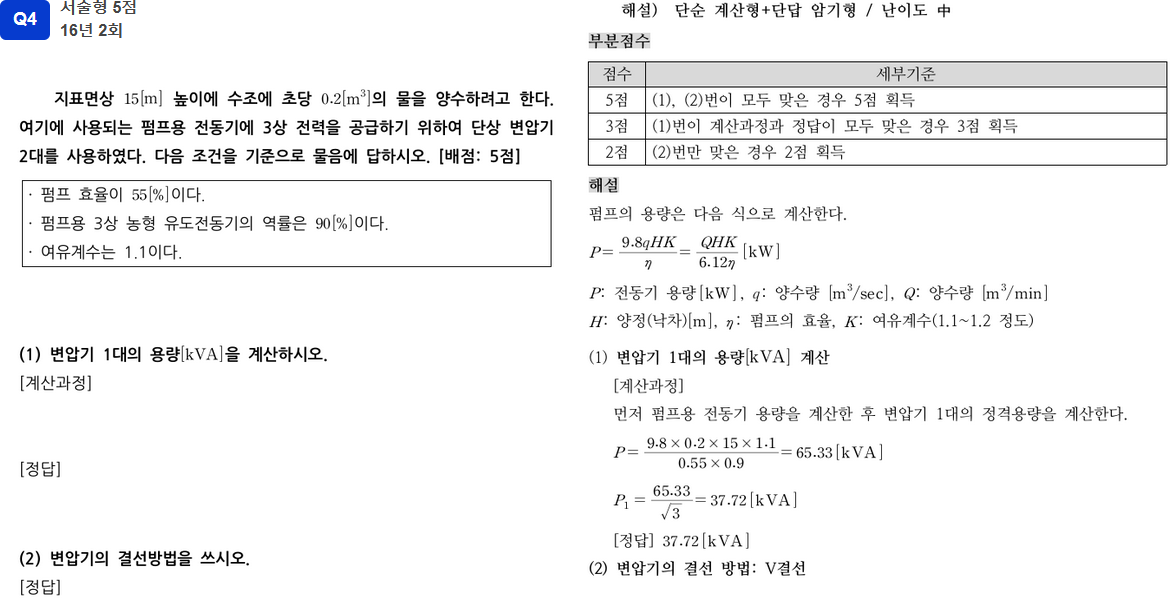 Q4
서술형 5점
16년 2회
지표면상 15[m] 높이에 수조에 초당 0.2[m³]의 물을 양수하려고 한다.
여기에 사용되는 펌프용 전동기에 3상 전력을 공급하기 위하여 단상 변압기
2대를 사용하였다. 다음 조건을 기준으로 물음에 답하시오. [배점: 5점]
· 펌프 효율이 55[%]이다.
· 펌프용 3상 농형 유도전동기의 역률은 90[%]이다.
· 여유계수는 1.1이다.
(1) 변압기 1대의 용량[kVA]을 계산하시오.
[계산과정]
[정답]
(2) 변압기의 결선방법을 쓰시오.
[정답]
해설) 단순 계산형+단답 암기형 / 난이도 中
부분점수
점수 세부기준
5점 (1), (2)번이 모두 맞은 경우 5점 획득
3점 (1)번이 계산과정과 정답이 모두 맞은 경우 3점 획득
2점 (2)번만 맞은 경우 2점 획득
해설
펌프의 용량은 다음 식으로 계산한다.
P = 9.8qHK/η = QHK/6.12η [kW]
P: 전동기 용량[kW], q: 양수량 [m³/sec], Q: 양수량 [m³/min]
H: 양정(낙차)[m], η: 펌프의 효율, K: 여유계수(1.1~1.2 정도)
(1) 변압기 1대의 용량[kVA] 계산
[계산과정]
먼저 펌프용 전동기 용량을 계산한 후 변압기 1대의 정격용량을 계산한다.
P = 9.8×0.2×15×1.1/0.55×0.9 = 65.33[kVA]
P₁ = 65.33/√3 = 37.72[kVA]
[정답] 37.72[kVA]
(2) 변압기의 결선 방법: V결선